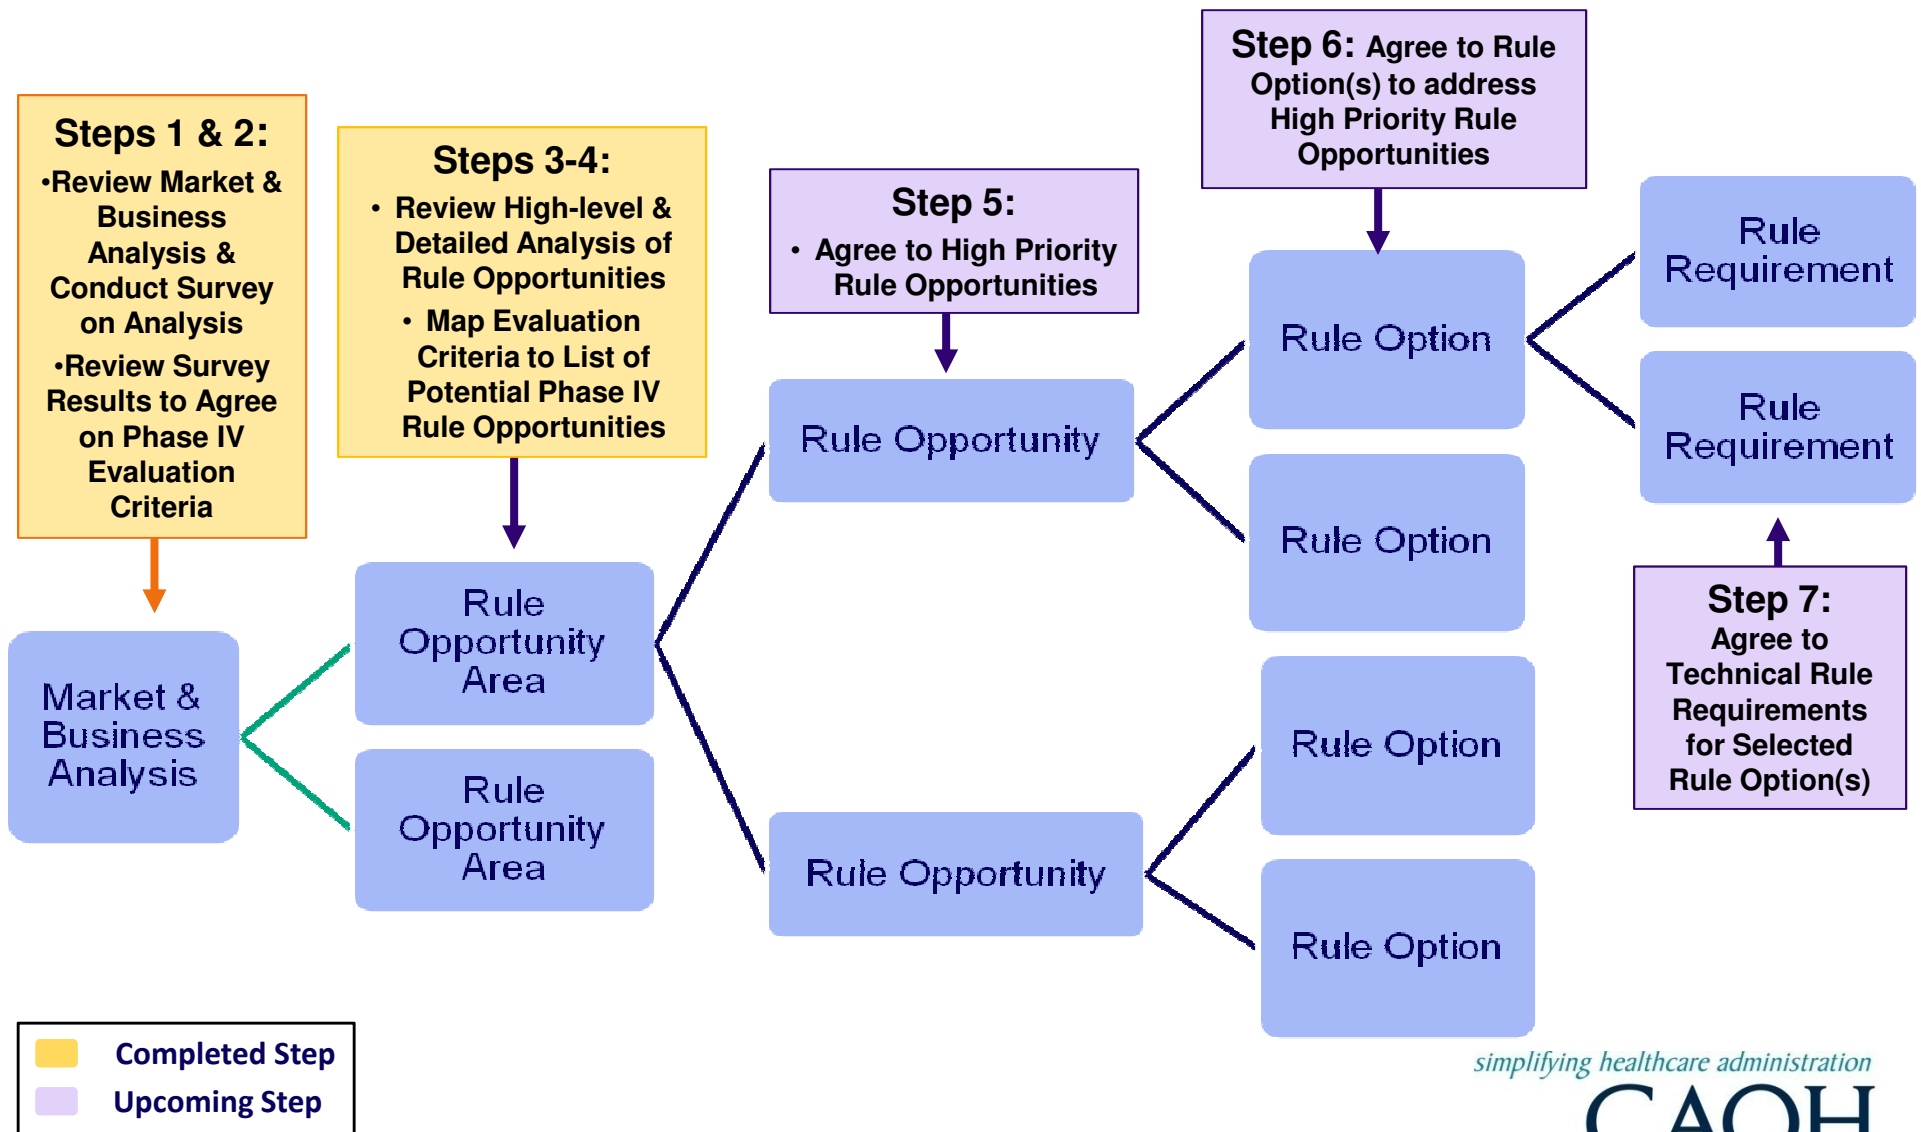 Steps 1 & 2:
•Review Market &
Business
Analysis &
Conduct Survey
on Analysis
•Review Survey
Results to Agree
on Phase IV
Evaluation
Criteria
Steps 3-4:
• Review High-level &
Detailed Analysis of
Rule Opportunities
• Map Evaluation
Criteria to List of
Potential Phase IV
Rule Opportunities
Step 5:
• Agree to High Priority
Rule Opportunities
Step 6: Agree to Rule
Option(s) to address
High Priority Rule
Opportunities
Market &
Business
Analysis
Rule
Opportunity
Area
Rule
Opportunity
Area
Rule Opportunity
Rule Opportunity
Rule Option
Rule Option
Rule Option
Rule Option
Rule
Requirement
Rule
Requirement
Step 7:
Agree to
Technical Rule
Requirements
for Selected
Rule Option(s)
Completed Step
Upcoming Step
simplifying healthcare administration
CAQH